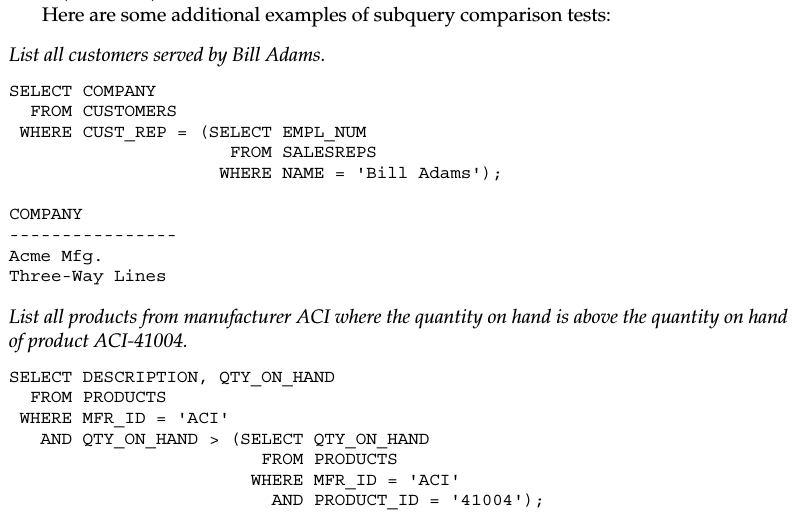 Here are some additional examples of subquery comparison tests:
List all customers served by Bill Adams.
SELECT COMPANY
FROM CUSTOMERS
WHERE CUST_REP = (SELECT EMPL_NUM
FROM SALESREPS
WHERE NAME = 'Bill Adams');
COMPANY
----------------
Acme Mfg.
Three-Way Lines
List all products from manufacturer ACI where the quantity on hand is above the quantity on hand
of product ACI-41004.
SELECT DESCRIPTION, QTY_ON_HAND
FROM PRODUCTS
WHERE MFR_ID = 'ACI'
AND QTY_ON_HAND > (SELECT QTY_ON_HAND
FROM PRODUCTS
WHERE MFR_ID = 'ACI'
AND PRODUCT_ID = '41004');